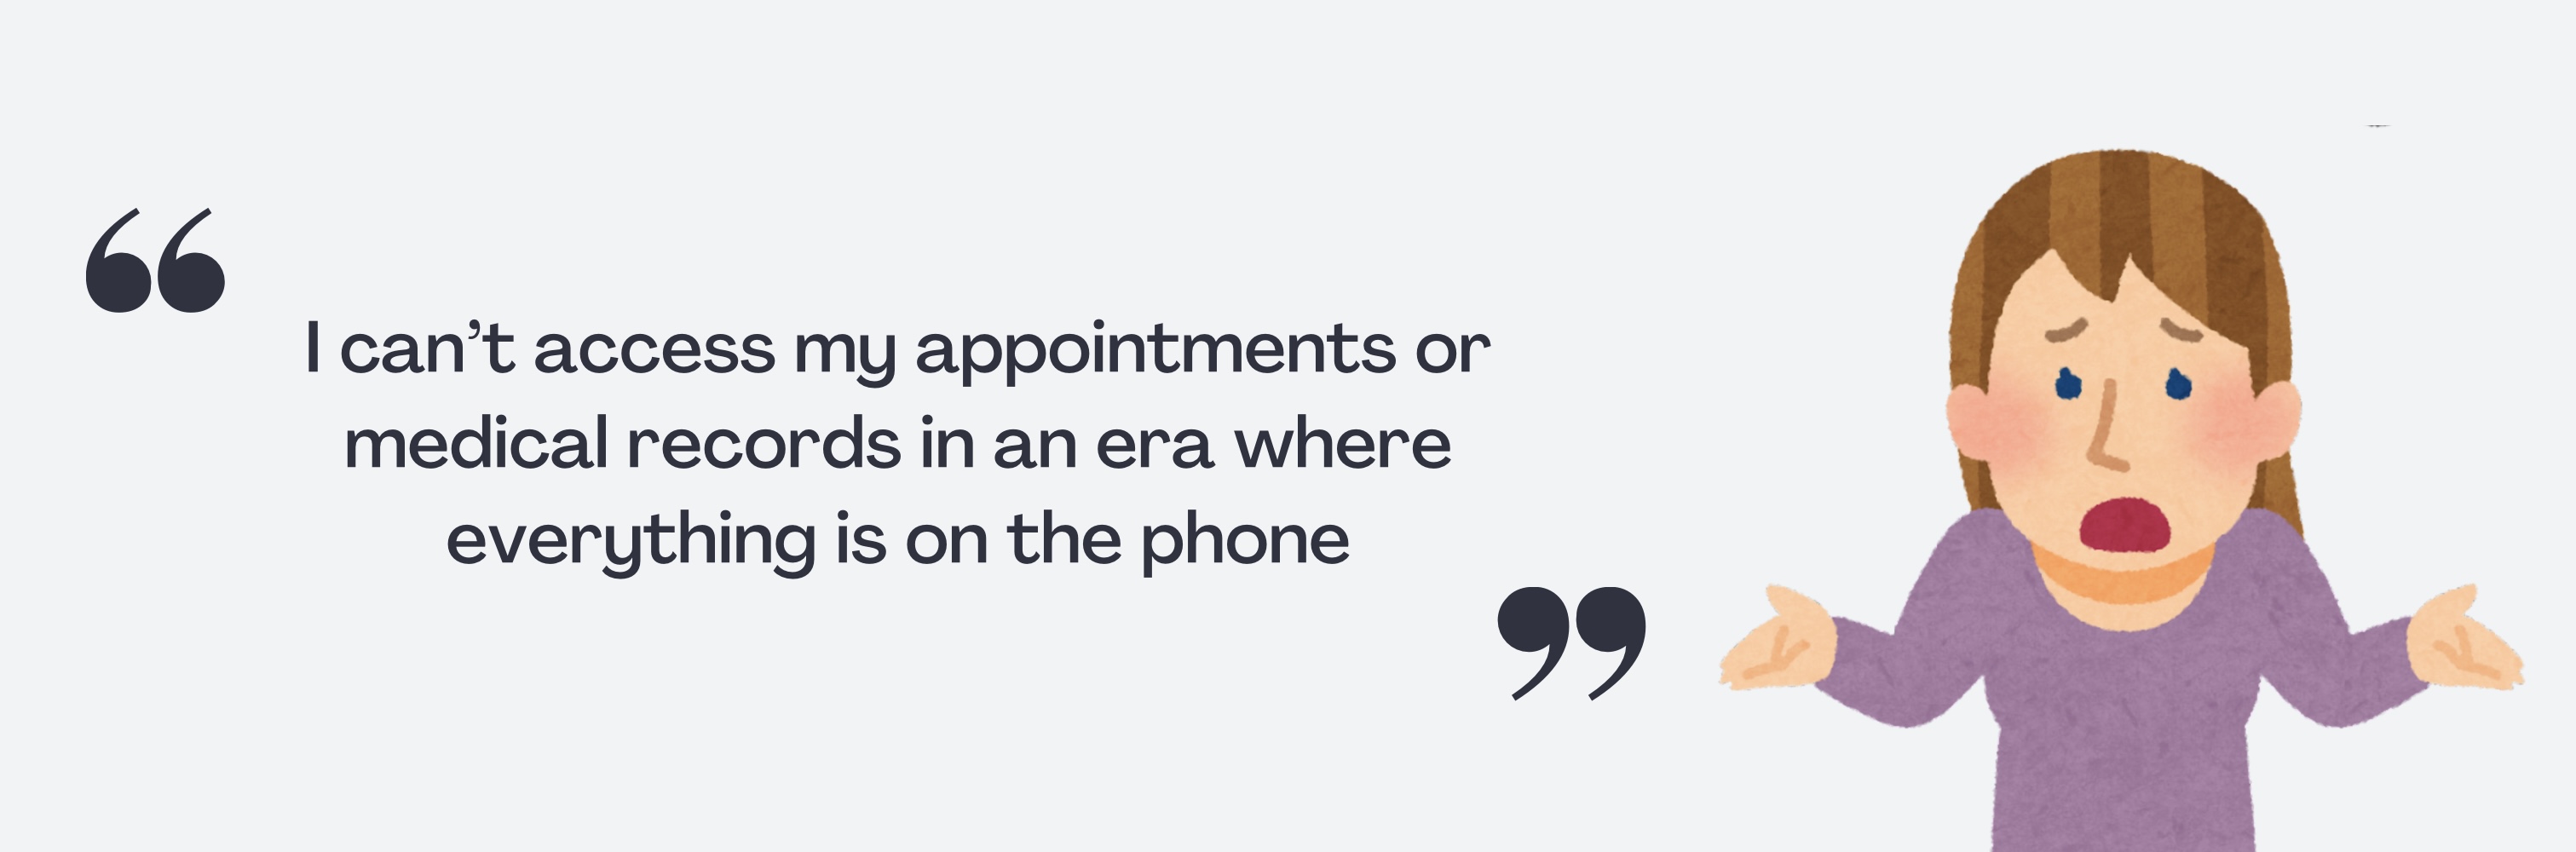 “
I can’t access my appointments or
medical records in an era where
everything is on the phone
”